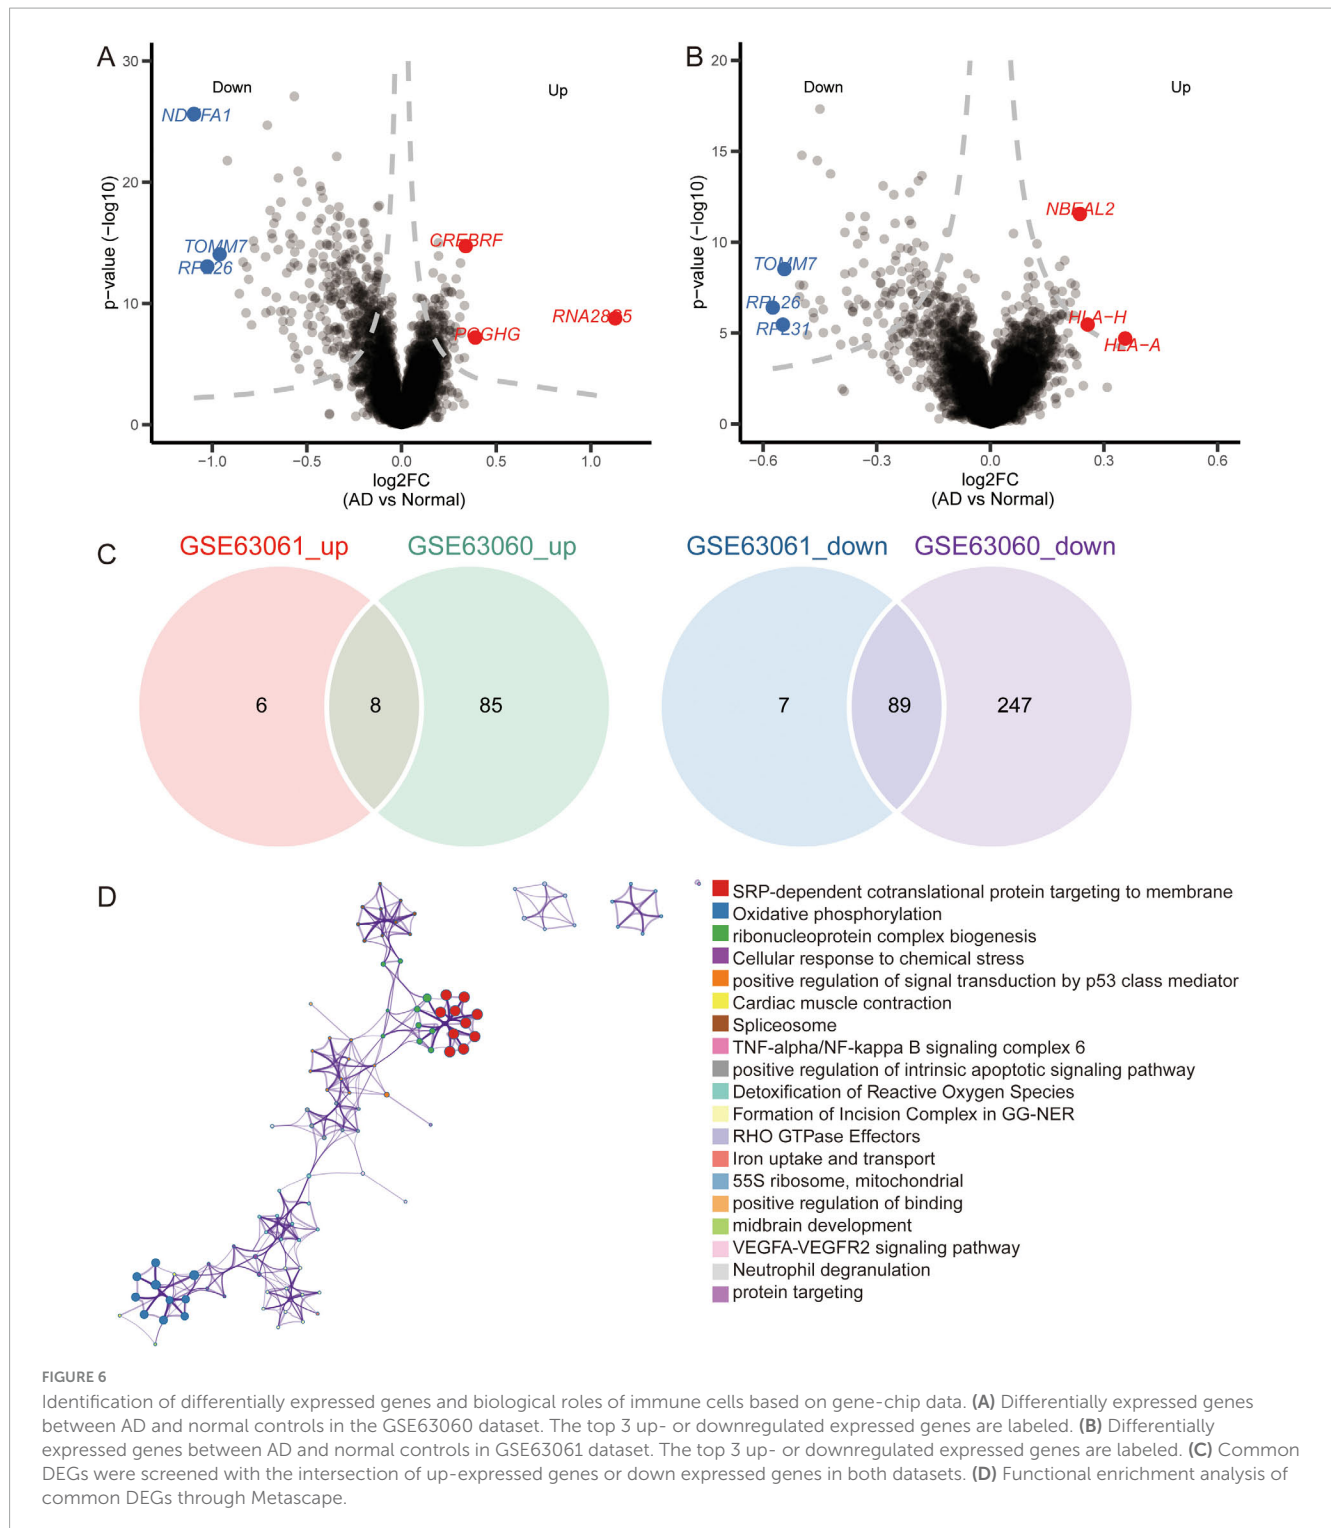 A
30
20
10
0
p-value (−log10)
Down
Up
NDUFA1
TOMM7
RPL26
CREBRF
RNA28S5
PGGHG
−1.0
−0.5
0.0
0.5
1.0
log2FC
(AD vs Normal)
B
20
15
10
5
0
p-value (−log10)
Down
Up
NBEAL2
TOMM7
RPL26
RPL31
HLA−H
HLA−A
−0.6
−0.3
0.0
0.3
0.6
log2FC
(AD vs Normal)
C
GSE63061_up
GSE63060_up
GSE63061_down
GSE63060_down
6
8
85
7
89
247
D
SRP-dependent cotranslational protein targeting to membrane
Oxidative phosphorylation
ribonucleoprotein complex biogenesis
Cellular response to chemical stress
positive regulation of signal transduction by p53 class mediator
Cardiac muscle contraction
Spliceosome
TNF-alpha/NF-kappa B signaling complex 6
positive regulation of intrinsic apoptotic signaling pathway
Detoxification of Reactive Oxygen Species
Formation of Incision Complex in GG-NER
RHO GTPase Effectors
Iron uptake and transport
55S ribosome, mitochondrial
positive regulation of binding
midbrain development
VEGFA-VEGFR2 signaling pathway
Neutrophil degranulation
protein targeting
FIGURE 6
Identification of differentially expressed genes and biological roles of immune cells based on gene-chip data. (A) Differentially expressed genes
between AD and normal controls in the GSE63060 dataset. The top 3 up- or downregulated expressed genes are labeled. (B) Differentially
expressed genes between AD and normal controls in GSE63061 dataset. The top 3 up- or downregulated expressed genes are labeled. (C) Common
DEGs were screened with the intersection of up-expressed genes or down expressed genes in both datasets. (D) Functional enrichment analysis of
common DEGs through Metascape.